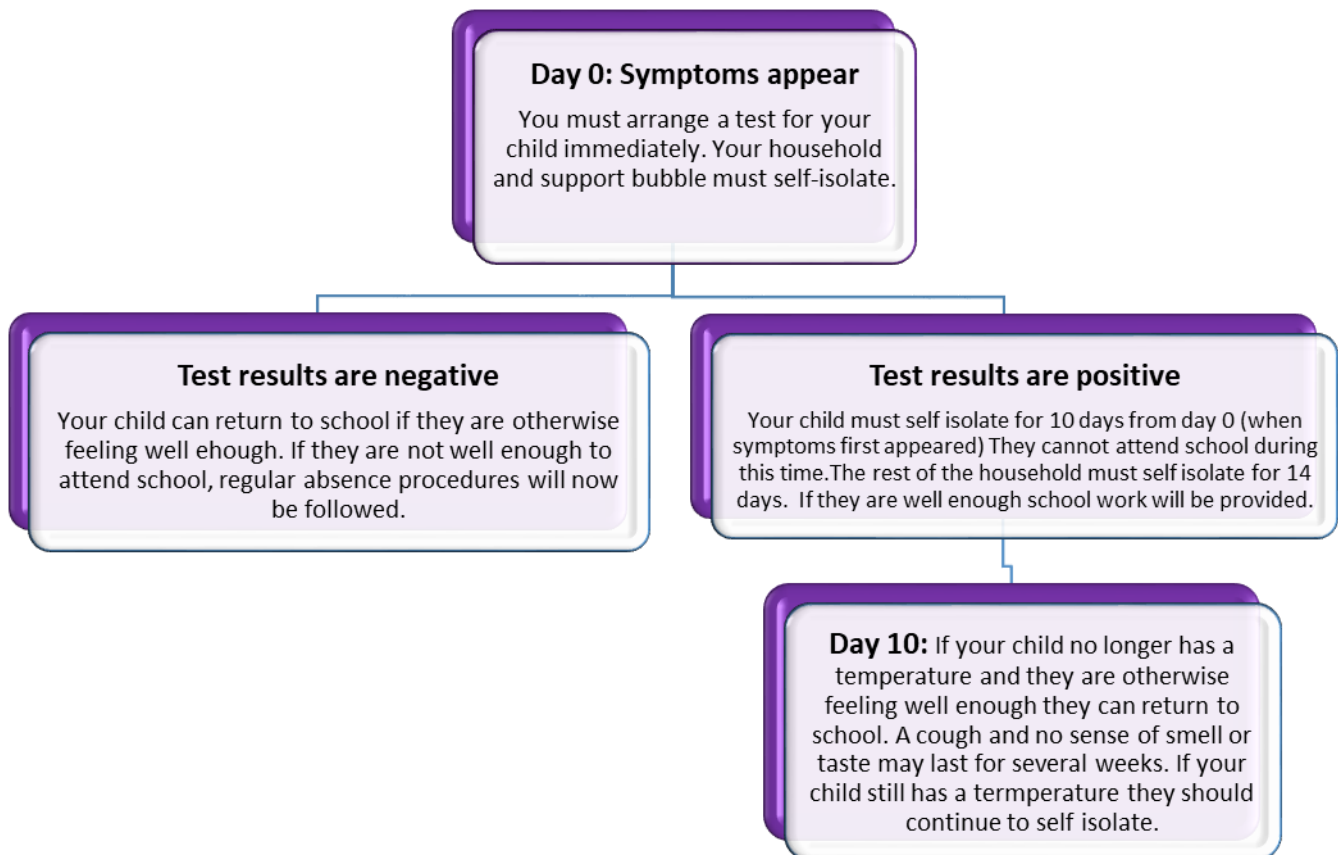 Day 0: Symptoms appear
You must arrange a test for your
child immediately. Your household
and support bubble must self-isolate.
Test results are negative
Your child can return to school if they are otherwise
feeling well ehough. If they are not well enough to
attend school, regular absence procedures will now
be followed.
Test results are positive
Your child must self isolate for 10 days from day 0 (when
symptoms first appeared) They cannot attend school during
this time.The rest of the household must self isolate for 14
days.  If they are well enough school work will be provided.
Day 10: If your child no longer has a
temperature and they are otherwise
feeling well enough they can return to
school. A cough and no sense of smell or
taste may last for several weeks. If your
child still has a termperature they should
continue to self isolate.